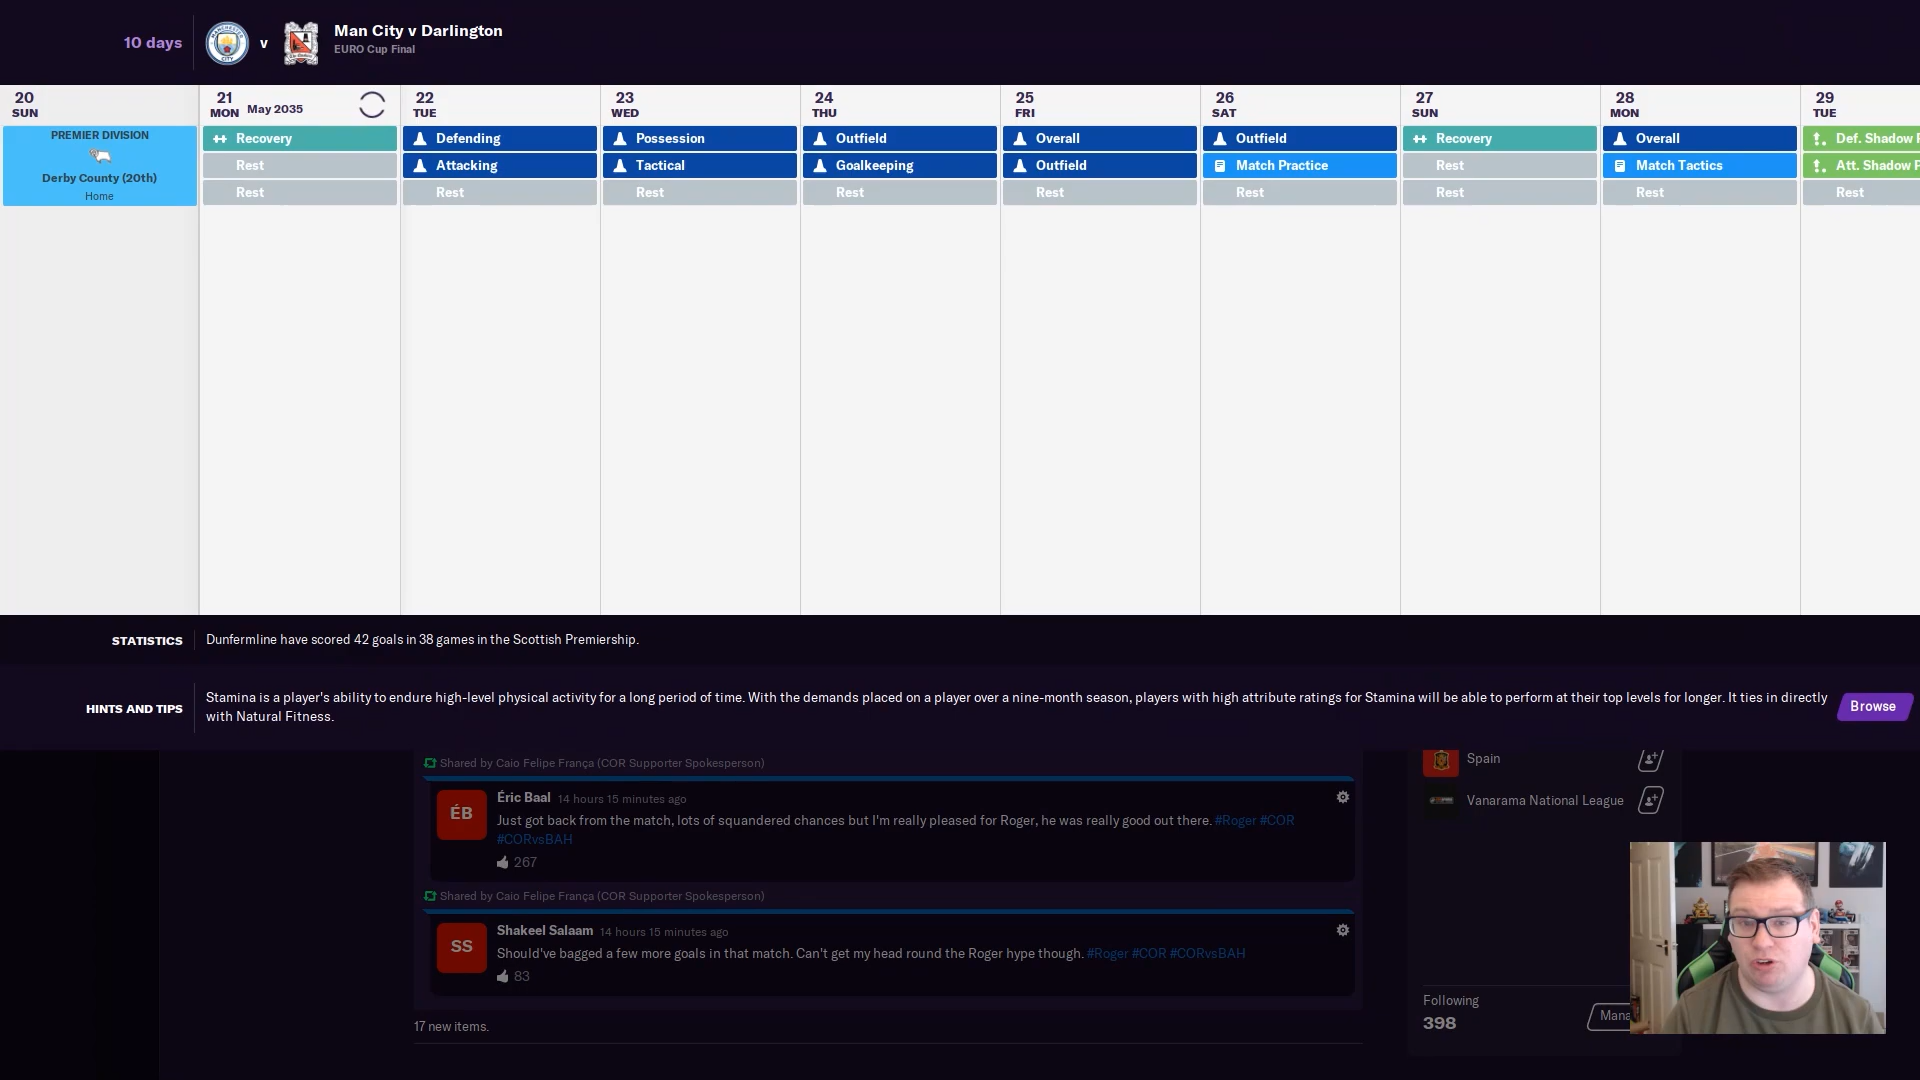 10 days
v
Man City v Darlington
EURO Cup Final
20
SUN
21
MON May 2035
22
TUE
23
WED
24
THU
25
FRI
26
SAT
27
SUN
28
MON
29
TUE
PREMIER DIVISION
Derby County (20th)
Home
Recovery
Rest
Rest
Defending
Attacking
Rest
Possession
Tactical
Rest
Outfield
Goalkeeping
Rest
Overall
Outfield
Rest
Outfield
Match Practice
Rest
Recovery
Rest
Rest
Overall
Match Tactics
Rest
Def. Shadow P
Att. Shadow P
Rest
STATISTICS
Dunfermline have scored 42 goals in 38 games in the Scottish Premiership.
HINTS AND TIPS
Stamina is a player's ability to endure high-level physical activity for a long period of time. With the demands placed on a player over a nine-month season, players with high attribute ratings for Stamina will be able to perform at their top levels for longer. It ties in directly
with Natural Fitness.
Browse
Shared by Caio Felipe França (COR Supporter Spokesperson)
ÉB
Éric Baal 14 hours 15 minutes ago
Just got back from the match, lots of squandered chances but I'm really pleased for Roger, he was really good out there. #Roger #COR
#CORvsBAH
267
Shared by Caio Felipe França (COR Supporter Spokesperson)
SS
Shakeel Salaam 14 hours 15 minutes ago
Should've bagged a few more goals in that match. Can't get my head round the Roger hype though. #Roger #COR #CORvsBAH
83
17 new items.
Spain
Vanarama National League
Following
398
Mana